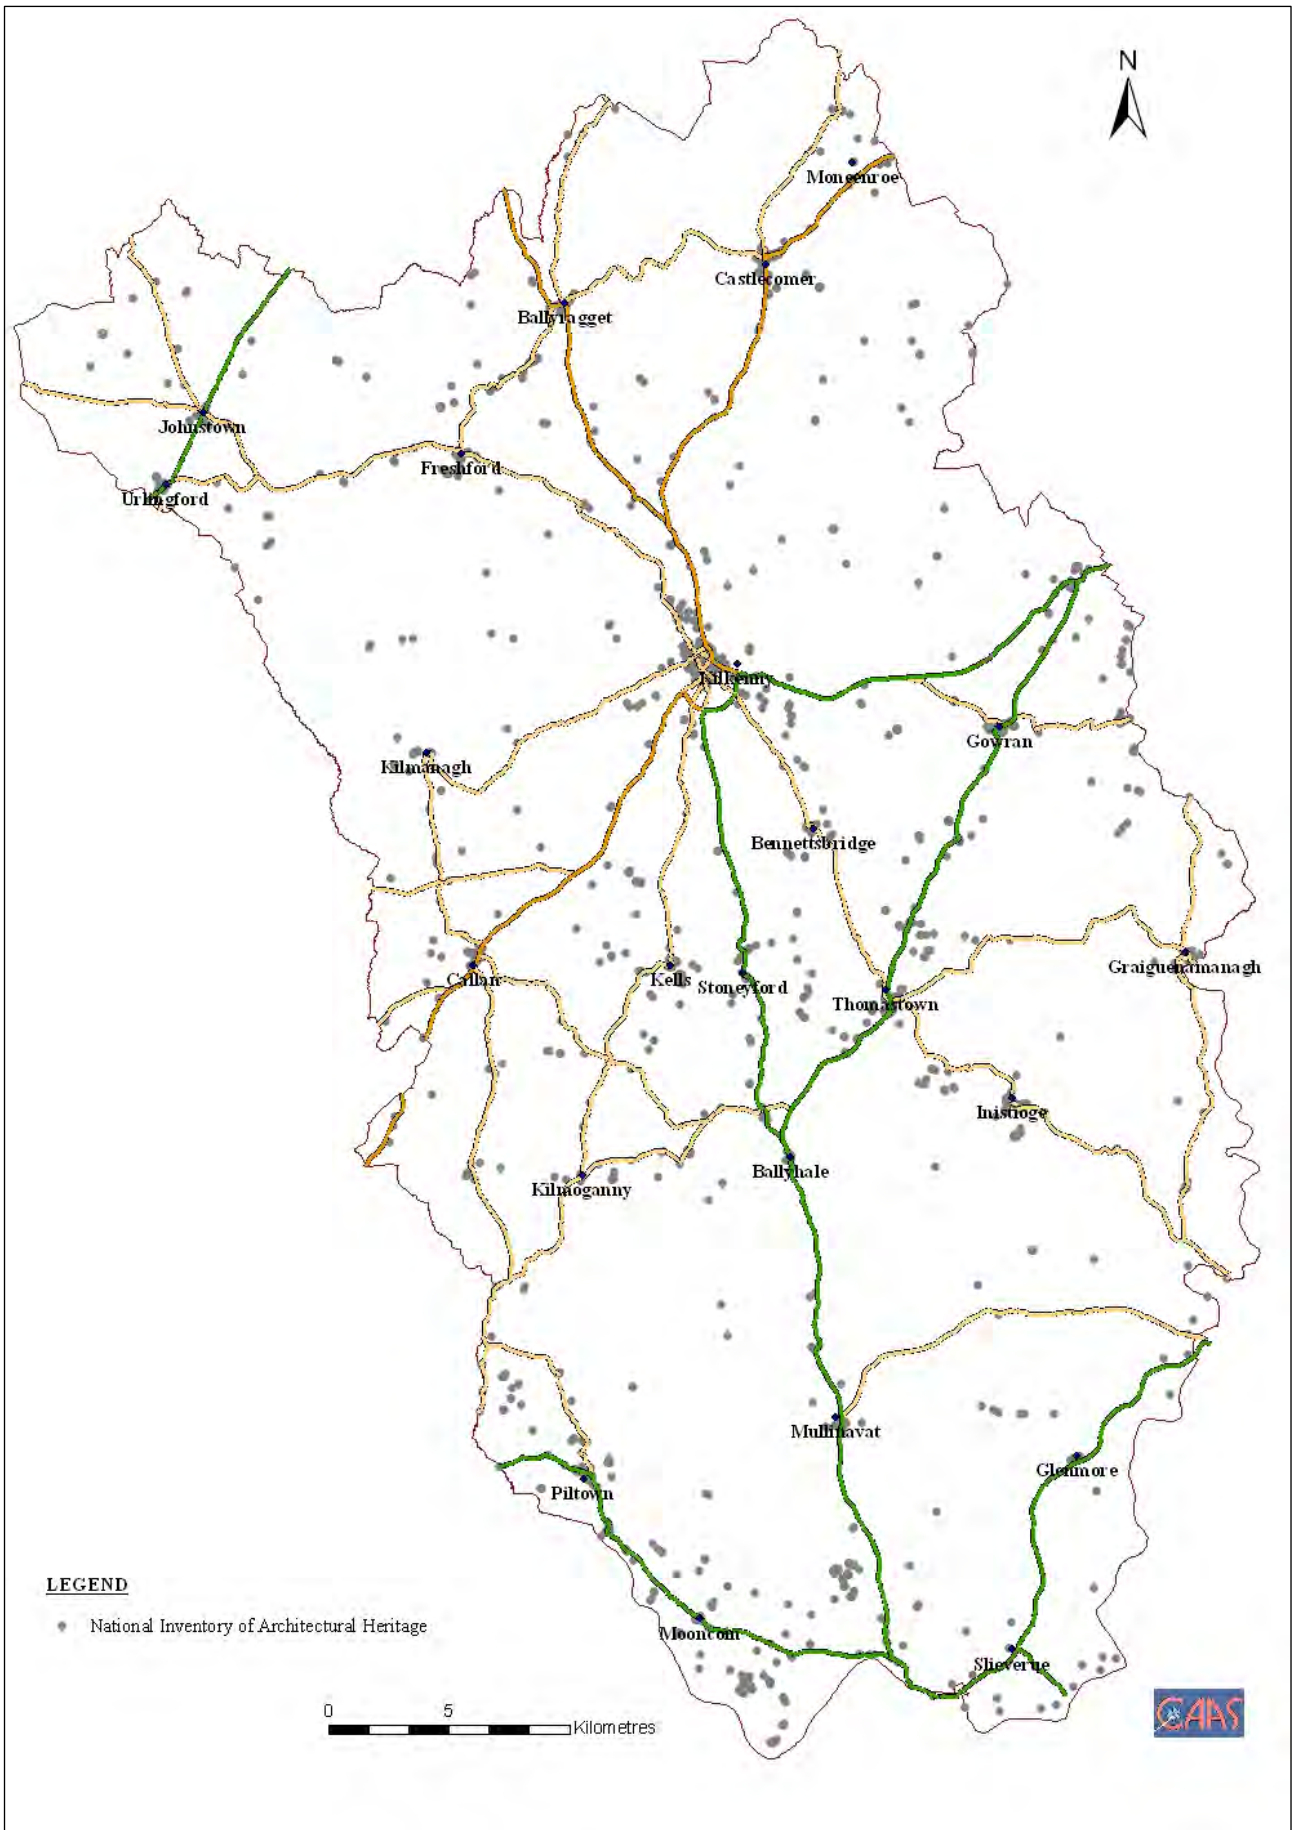 N
Moneenroe
Castlecomer
Ballyragget
Johnstown
Freshford
Urlingford
Kilkenny
Gowran
Kilmanagh
Bennettsbridge
Graiguenamanagh
Callan
Kells
Stoneyford
Thomastown
Inistioge
Ballyhale
Kilmoganny
Mullinavat
Glenmore
Piltown
LEGEND
National Inventory of Architectural Heritage
Mooncoin
Slieverue
0 5
Kilometres
CAAS